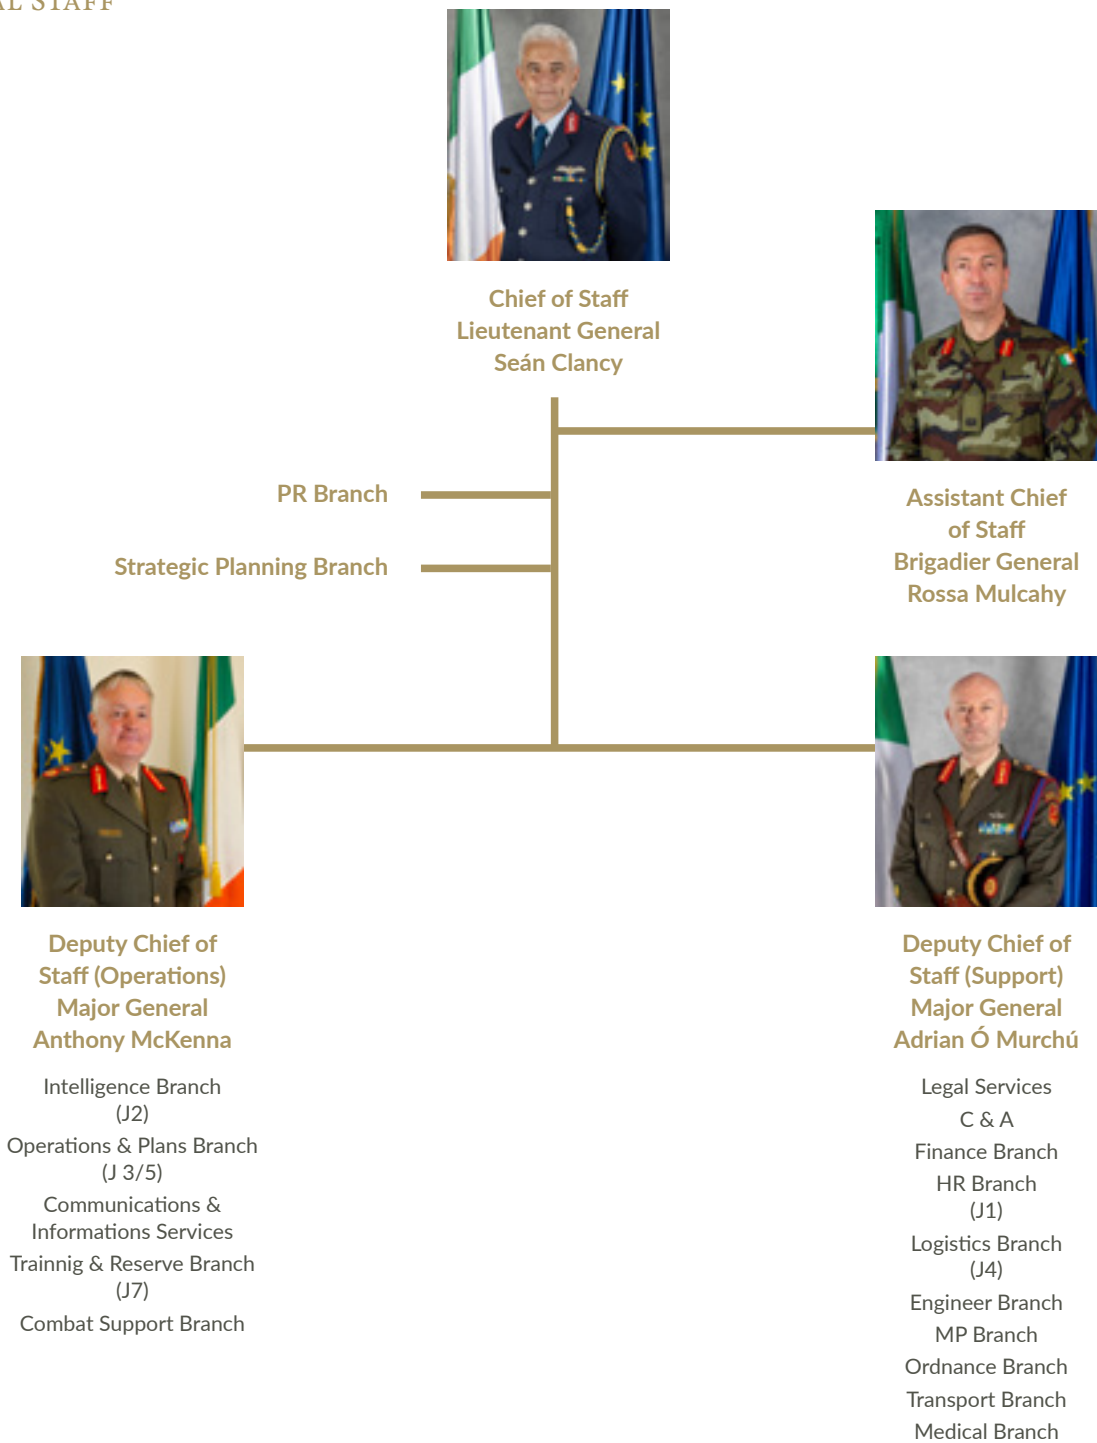 STAFF
Chief of Staff
Lieutenant General
Seán Clancy
PR Branch
Strategic Planning Branch
Assistant Chief
of Staff
Brigadier General
Rossa Mulcahy
Deputy Chief of
Staff (Operations)
Major General
Anthony McKenna
Intelligence Branch
(J2)
Operations & Plans Branch
(J 3/5)
Communications &
Informations Services
Trainnig & Reserve Branch
(J7)
Combat Support Branch
Deputy Chief of
Staff (Support)
Major General
Adrian Ó Murchú
Legal Services
C & A
Finance Branch
HR Branch
(J1)
Logistics Branch
(J4)
Engineer Branch
MP Branch
Ordnance Branch
Transport Branch
Medical Branch